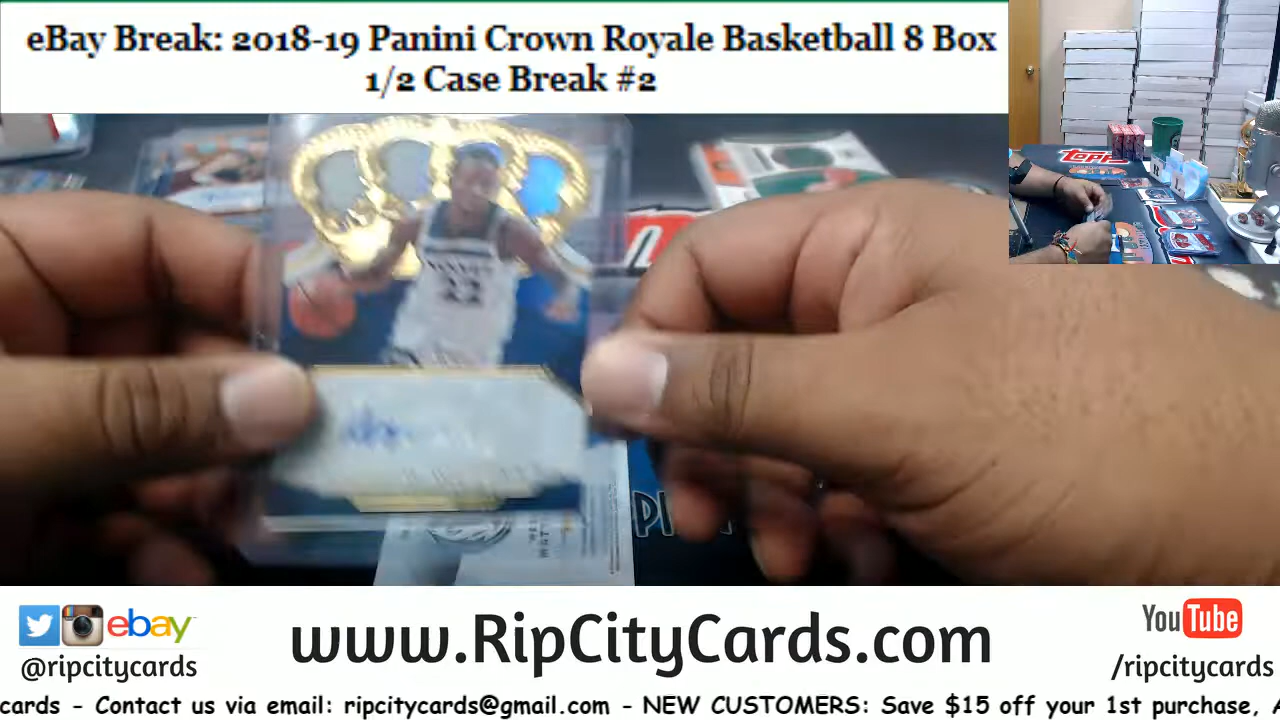 eBay Break: 2018-19 Panini Crown Royale Basketball 8 Box
1/2 Case Break #2
Topps
22
ebay
@ripcitycards
www.RipCityCards.com
YouTube
/ripcitycards
cards - Contact us via email: ripcitycards@gmail.com - NEW CUSTOMERS: Save $15 off your 1st purchase,